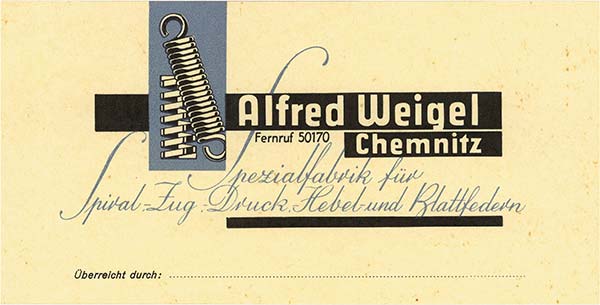 Alfred Weigel
Fernruf 50170
Chemnitz
Spezialfabrik für
Spiral-Zug-Druck-Hebel-und Blattfedern
Überreicht durch: